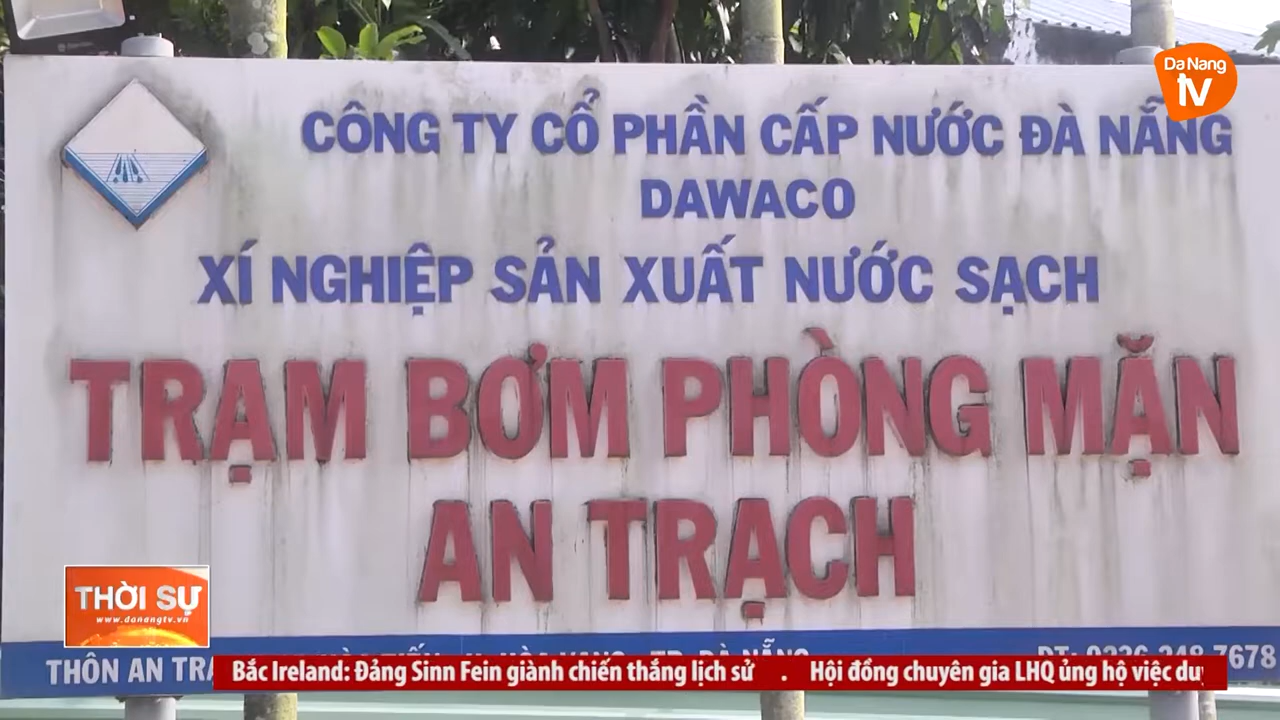 Da Nang
tv
CÔNG TY CỔ PHẦN CẤP NƯỚC ĐÀ NẴNG
DAWACO
XÍ NGHIỆP SẢN XUẤT NƯỚC SẠCH
TRẠM BƠM PHÒNG MẶN
AN TRẠCH
THỜI SỰ
www.danangtv.vn
THÔN AN 7678
Bắc Ireland: Đảng Sinn Fein giành chiến thắng lịch sử . Hội đồng chuyên gia LHQ ủng hộ việc